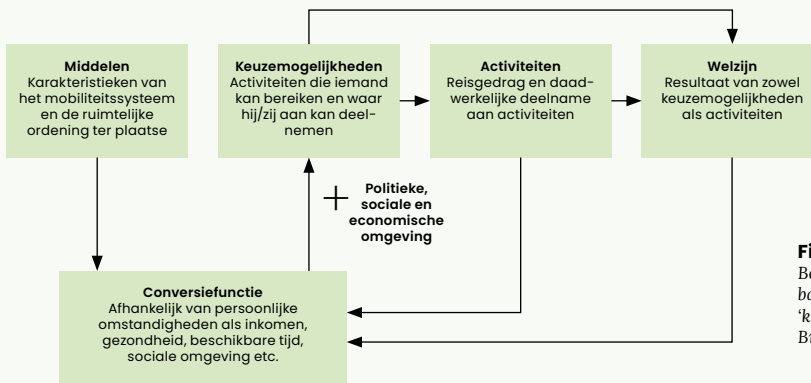 Middelen
Karakteristieken van
het mobiliteitssysteem
en de ruimtelijke
ordening ter plaatse
Keuzemogelijkheden
Activiteiten die iemand
kan bereiken en waar
hij/zij aan kan deel-
nemen
Activiteiten
Reisgedrag en daad-
werkelijke deelname
aan activiteiten
Welzijn
Resultaat van zowel
keuzemogelijkheden
als activiteiten
+ Politieke,
sociale en
economische
omgeving
Conversiefunctie
Afhankelijk van persoonlijke
omstandigheden als inkomen,
gezondheid, beschikbare tijd,
sociale omgeving etc.